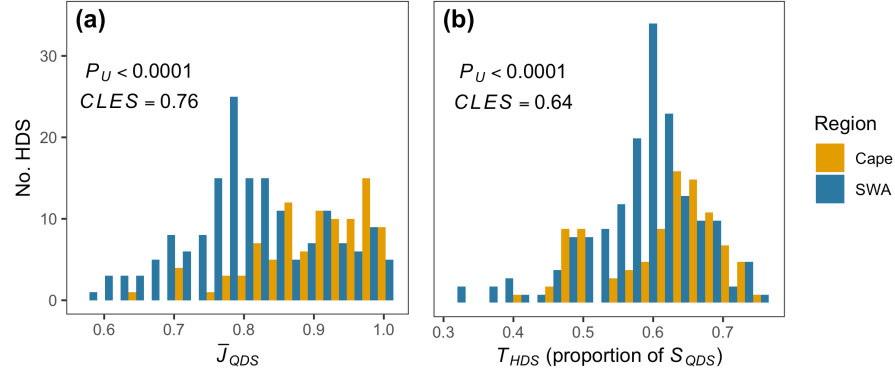 (a)
P_U < 0.0001
CLES = 0.76
No. HDS
30
20
10
0
0.6 0.7 0.8 0.9 1.0
J̅_QDS
(b)
P_U < 0.0001
CLES = 0.64
0.3 0.4 0.5 0.6 0.7
T_HDS (proportion of S_QDS)
Region
Cape
SWA